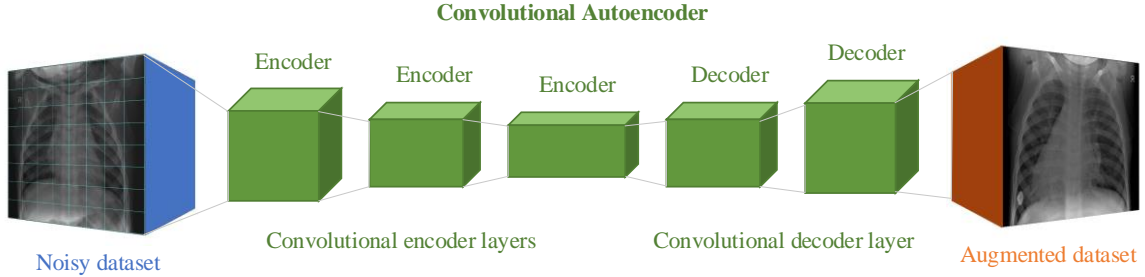 Convolutional Autoencoder
Encoder
Encoder
Encoder
Decoder
Decoder
Convolutional encoder layers
Convolutional decoder layer
Noisy dataset
Augmented dataset